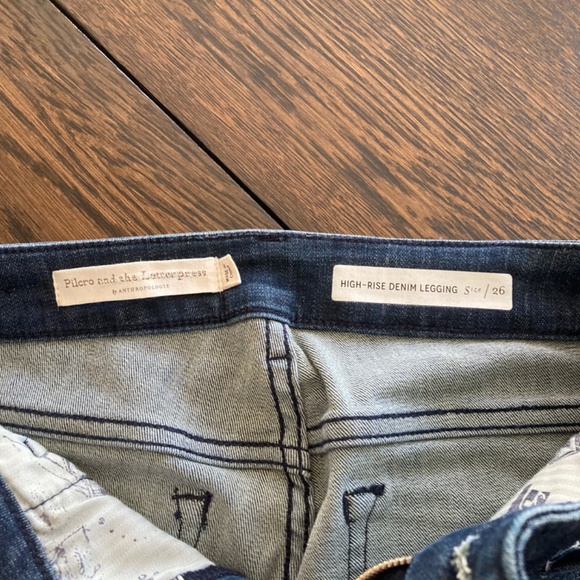 Pilcro and the Letterpress
by ANTHROPOLOGIE
HIGH-RISE DENIM LEGGING Size / 26